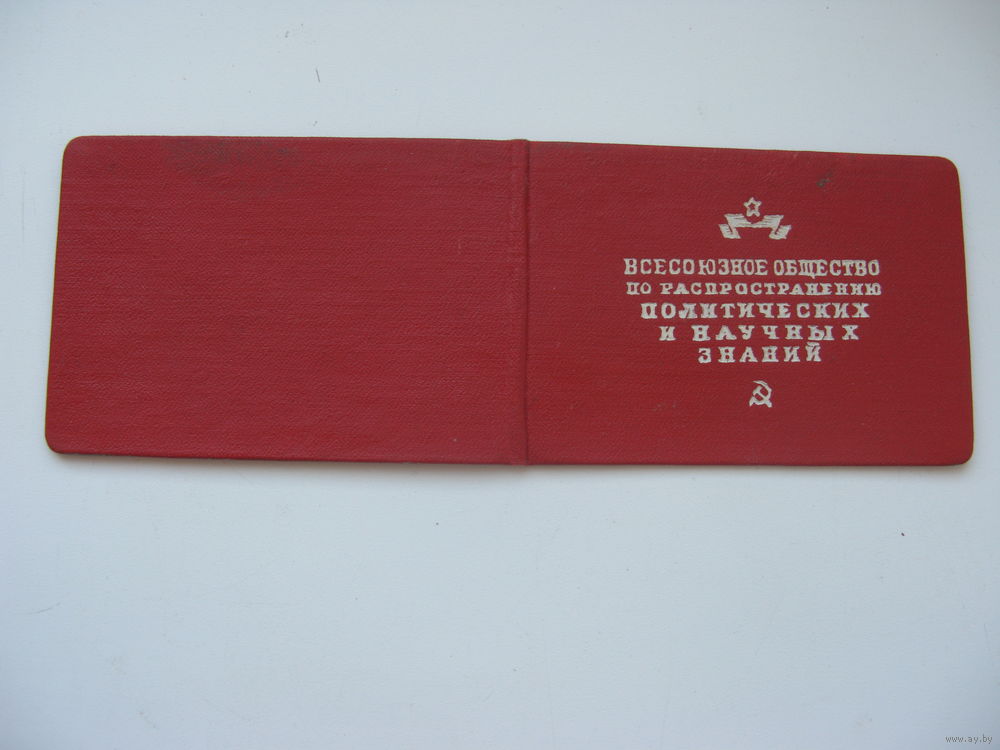 ВСЕСОЮЗНОЕ ОБЩЕСТВО
ПО РАСПРОСТРАНЕНИЮ
ПОЛИТИЧЕСКИХ
И НАУЧНЫХ
ЗНАНИЙ
www.ay.by